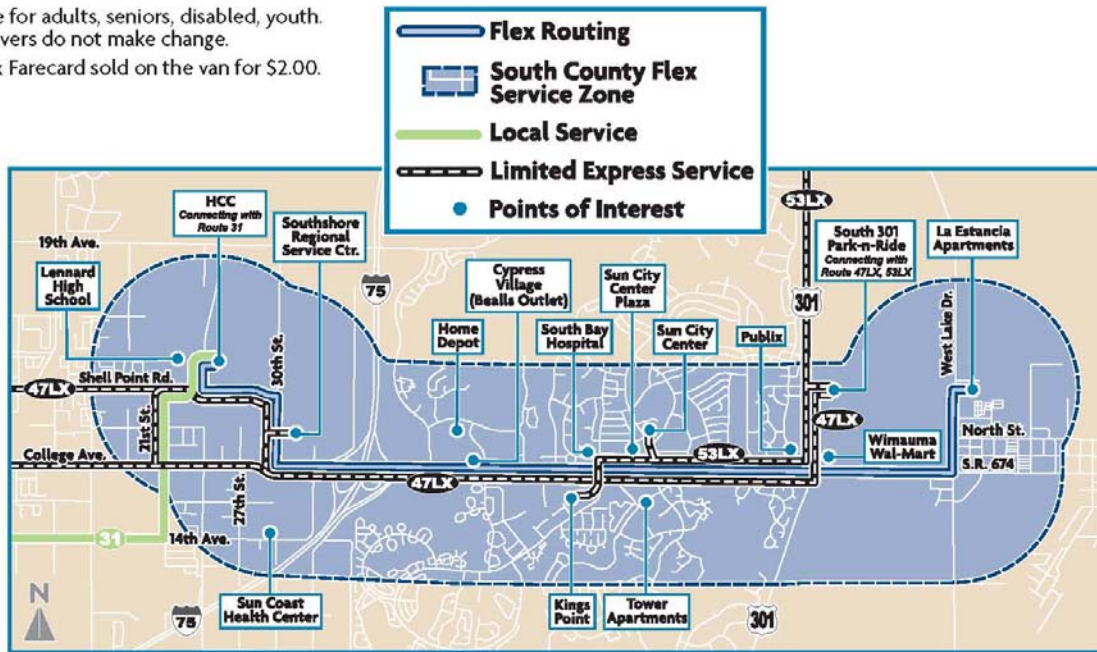 e for adults, seniors, disabled, youth.
vers do not make change.
x Farecard sold on the van for $2.00.
Flex Routing
South County Flex
Service Zone
Local Service
Limited Express Service
Points of Interest
53LX
HCC
Connecting with
Route 31
Southshore
Regional
Service Ctr.
19th Ave.
Lennard
High
School
75
Cypress
Village
(Bealls Outlet)
Sun City
Center
Plaza
South 301
Park-n-Ride
Connecting with
Route 47LX, 53LX
La Estancia
Apartments
301
Home
Depot
South Bay
Hospital
Sun City
Center
Publix
30th St.
West Lake Dr.
47LX
Shell Point Rd.
21st St.
47LX
North St.
College Ave.
53LX
Wimauma
Wal-Mart
S.R. 674
47LX
27th St.
31
14th Ave.
N
75
Sun Coast
Health Center
Kings
Point
Tower
Apartments
301